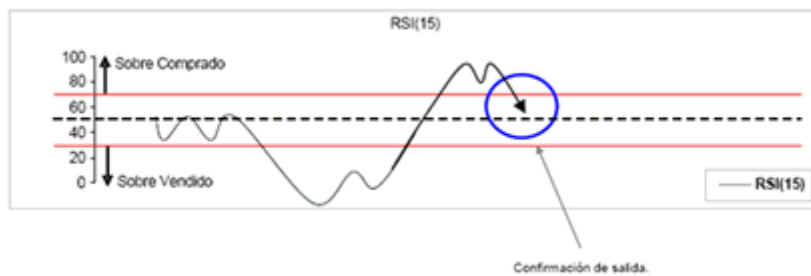 RSI(15)
100
Sobre Comprado
80
60
40
20
0
Sobre Vendido
RSI(15)
Confirmación de salida.